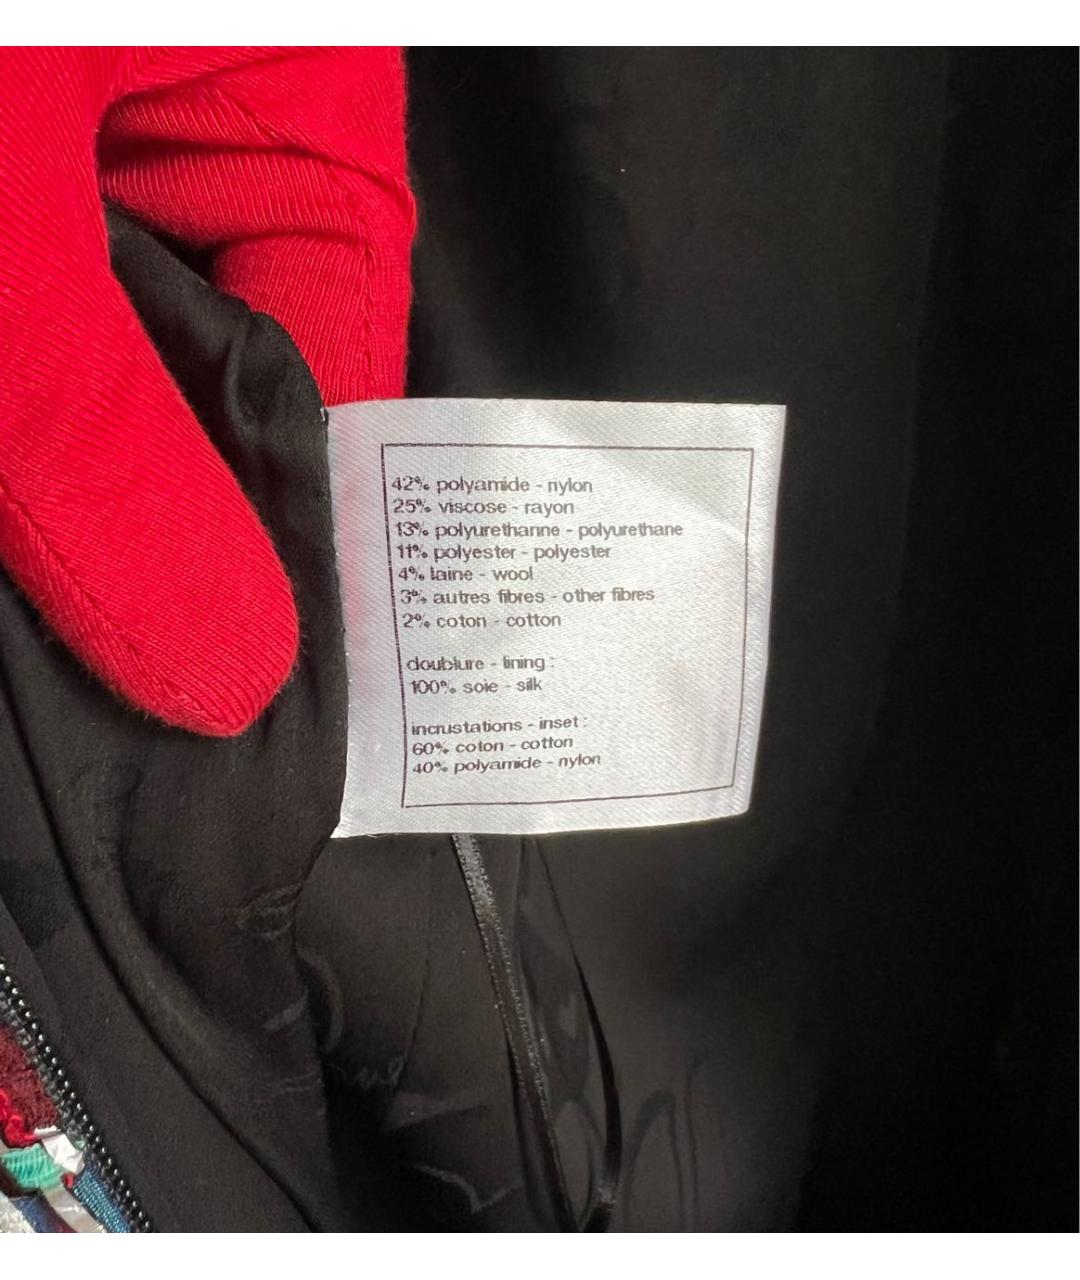 42% polyamide - nylon
25% viscose - rayon
13% polyurethanne - polyurethane
11% polyester - polyester
4% laine - wool
3% autres fibres - other fibres
2% coton - cotton
doublure - lining :
100% soie - silk
incrustations - inset :
60% coton - cotton
40% polyamide - nylon